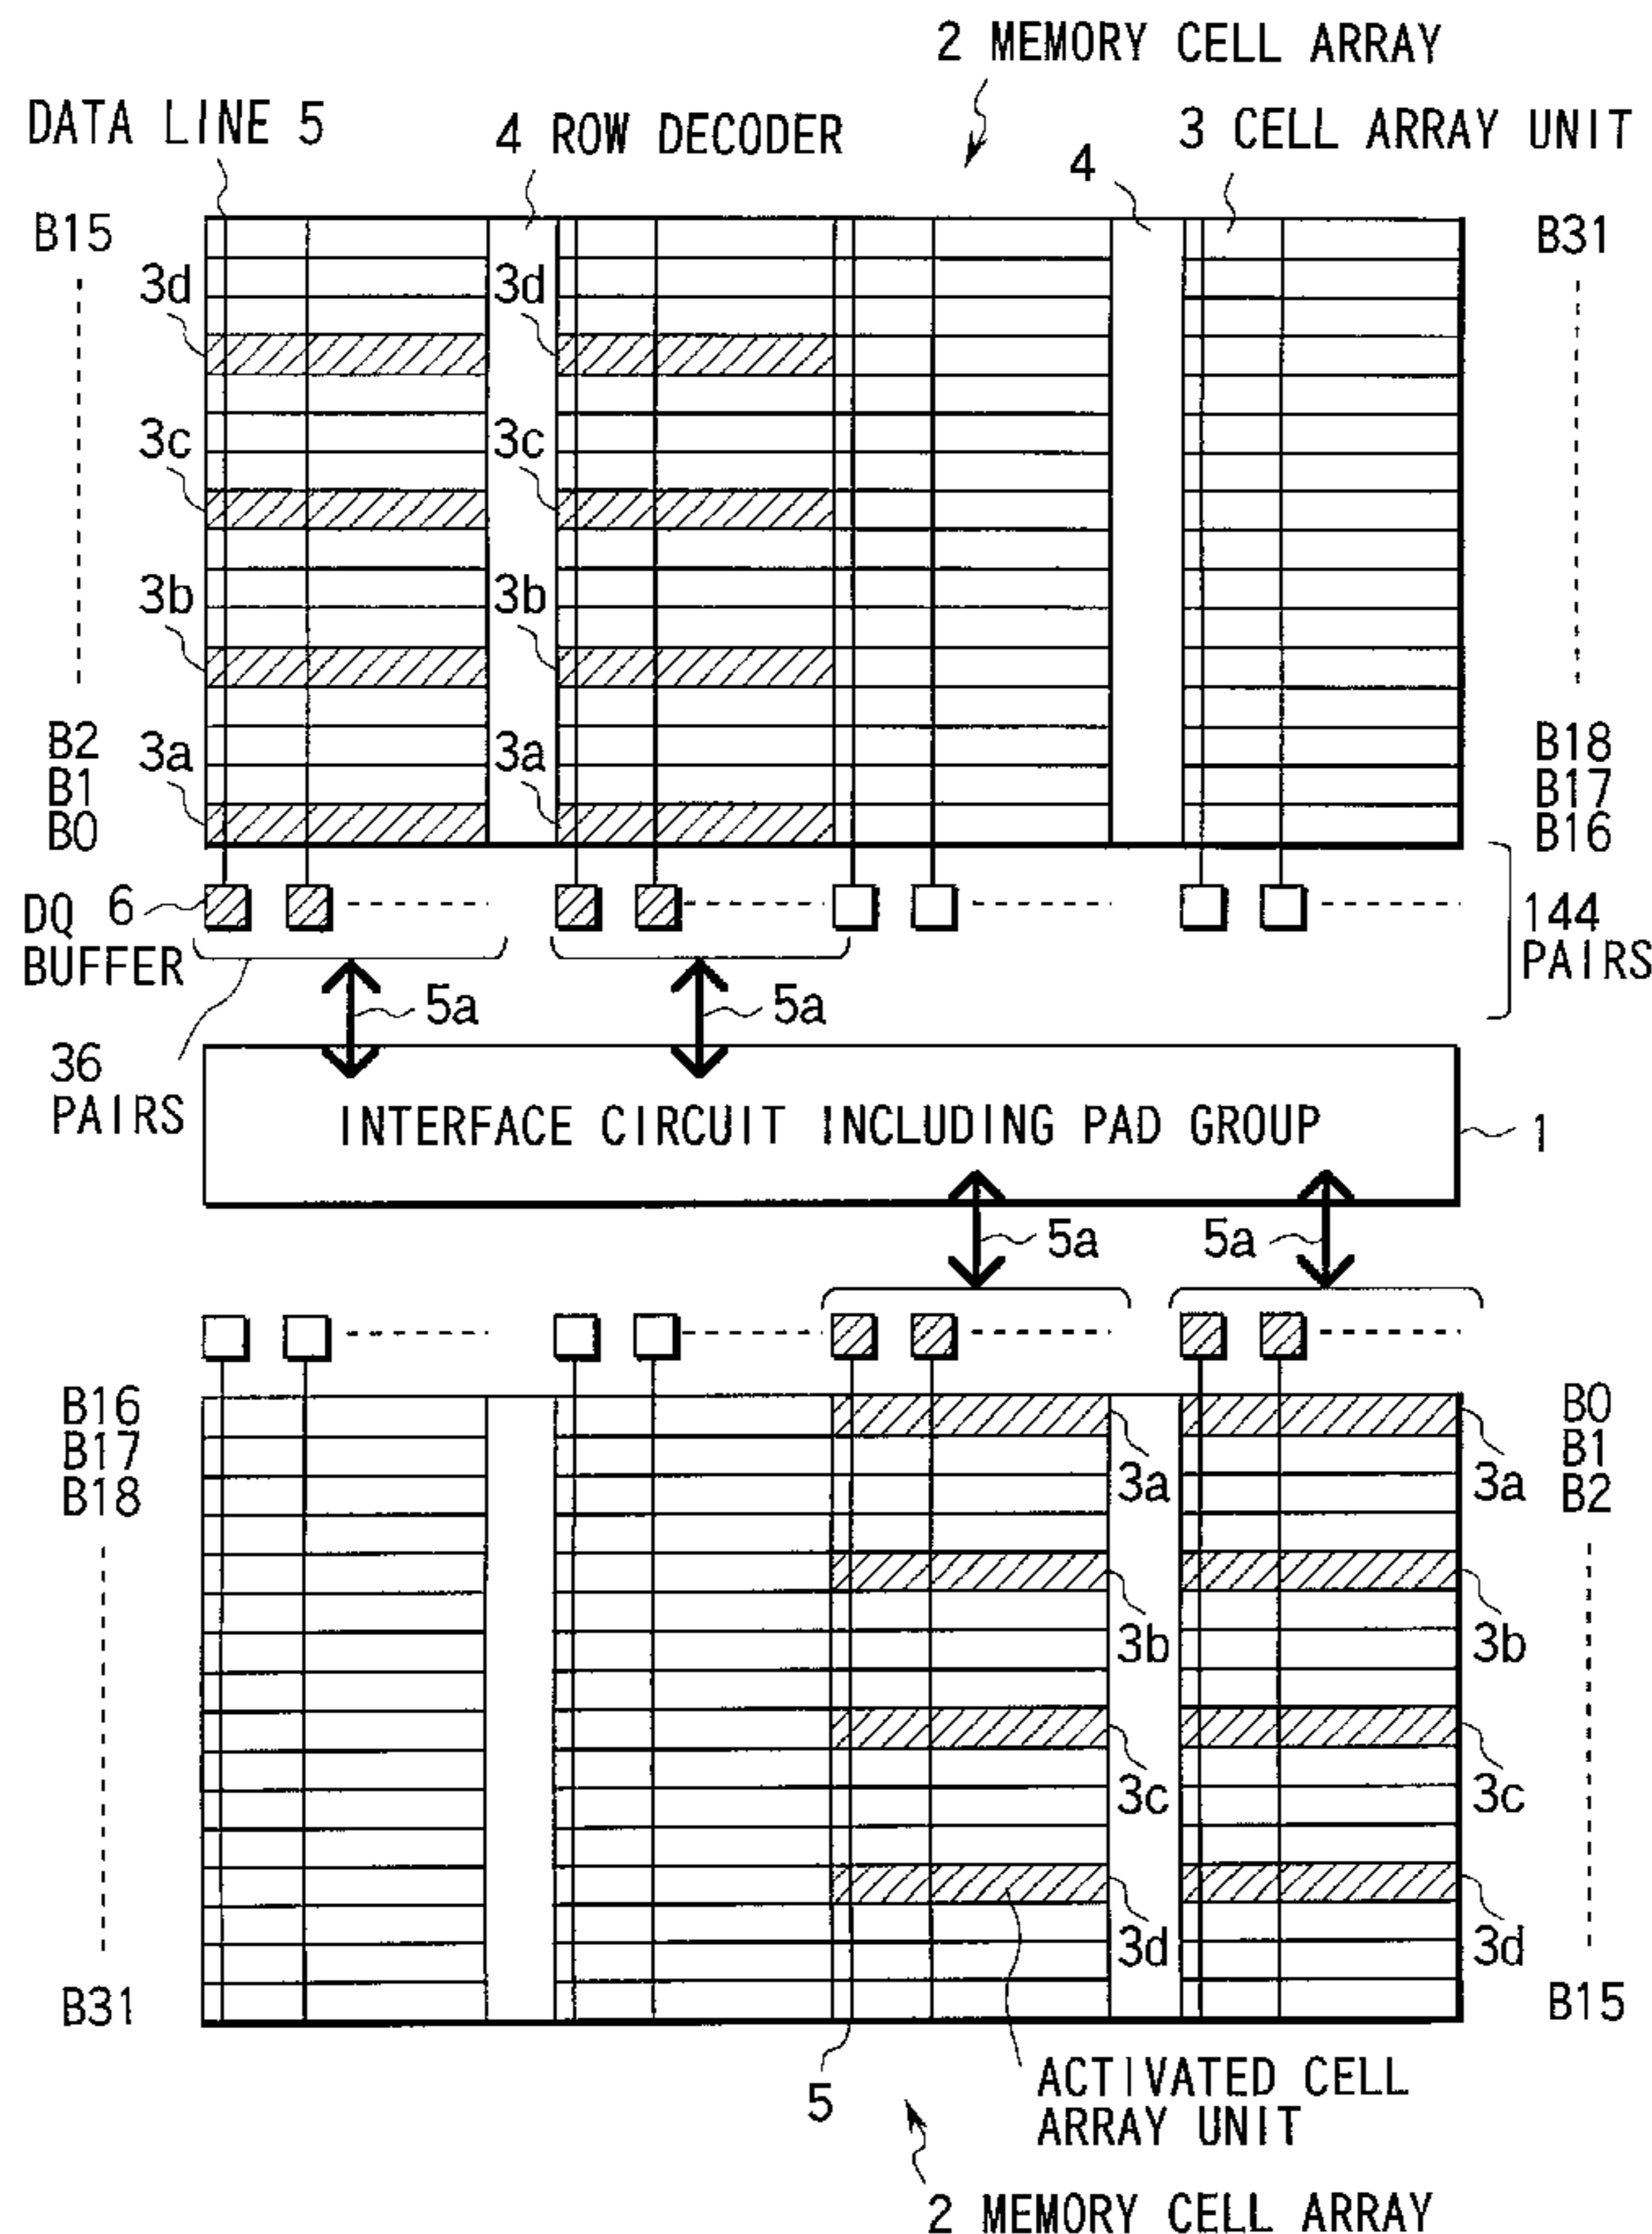 2 MEMORY CELL ARRAY
DATA LINE 5
4 ROW DECODER
4
3 CELL ARRAY UNIT
B15
B31
3d
3d
3c
3c
3b
3b
B2
3a
3a
B18
B1
B17
B0
B16
DQ 6
BUFFER
144
PAIRS
5a
5a
36
PAIRS
INTERFACE CIRCUIT INCLUDING PAD GROUP
1
5a
5a
B16
B0
B17
B1
B18
3a
3a
B2
3b
3b
3c
3c
3d
3d
B31
B15
5
ACTIVATED CELL
ARRAY UNIT
2 MEMORY CELL ARRAY